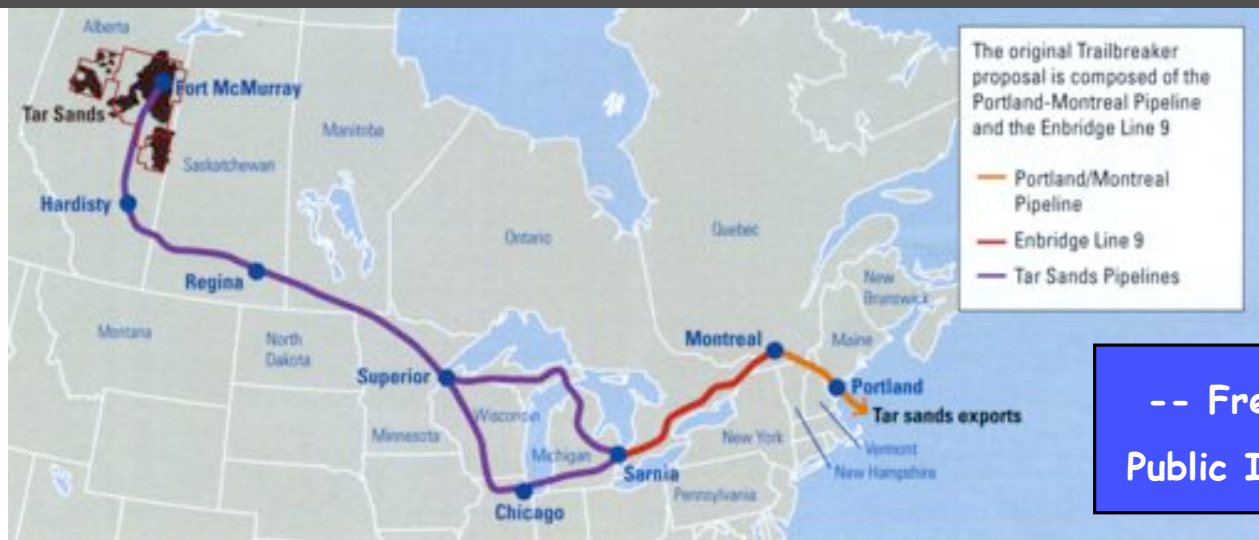 Alberta
Fort McMurray
Tar Sands
Manitoba
Saskatchewan
Hardisty
Ontario
Quebec
Regina
New
Brunswick
Montana
North
Dakota
Montreal
Maine
Superior
Portland
Wisconsin
Tar sands exports
Minnesota
Michigan
New York
Vermont
Sarnia
New Hampshire
Pennsylvania
Chicago
The original Trailbreaker
proposal is composed of the
Portland-Montreal Pipeline
and the Enbridge Line 9
Portland/Montreal
Pipeline
Enbridge Line 9
Tar Sands Pipelines
-- Fre
Public I